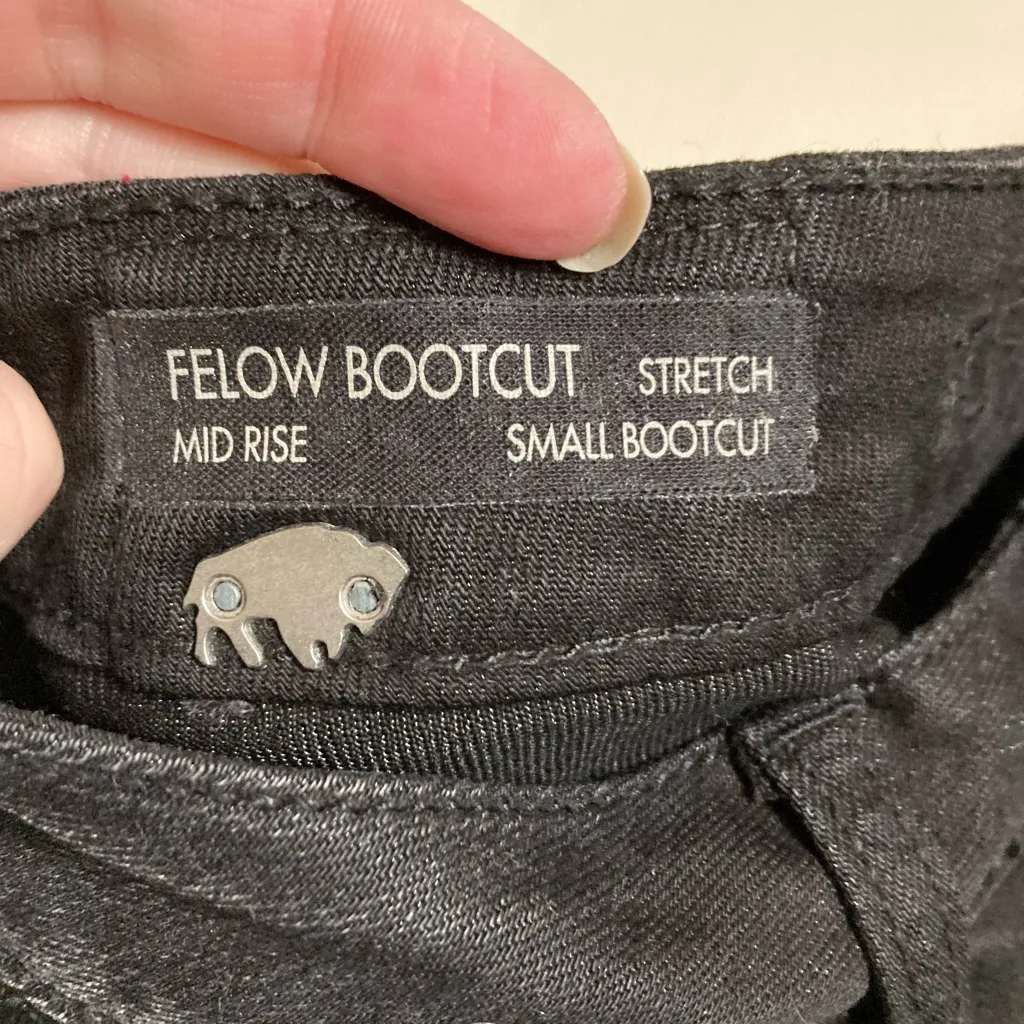 FELOW BOOTCUT STRETCH
MID RISE SMALL BOOTCUT